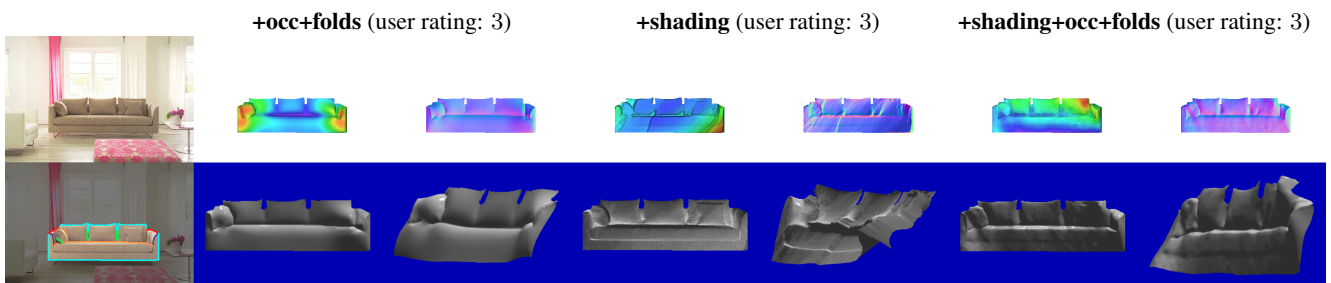 +occ+folds (user rating: 3) +shading (user rating: 3) +shading+occ+folds (user rating: 3)